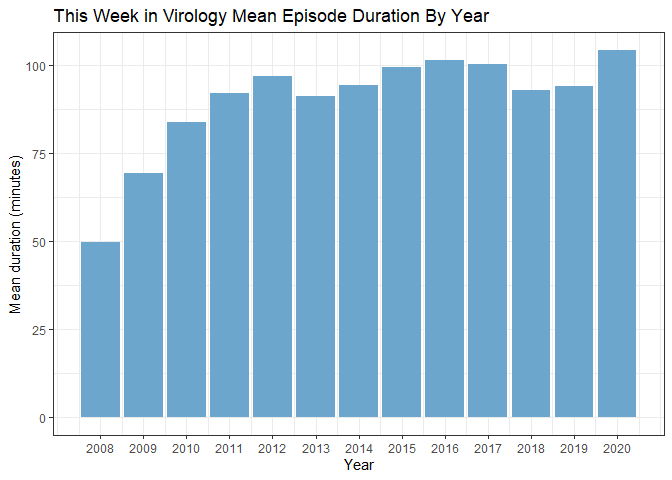 This Week in Virology Mean Episode Duration By Year
Mean duration (minutes)
100
75
50
25
0
2008 2009 2010 2011 2012 2013 2014 2015 2016 2017 2018 2019 2020
Year